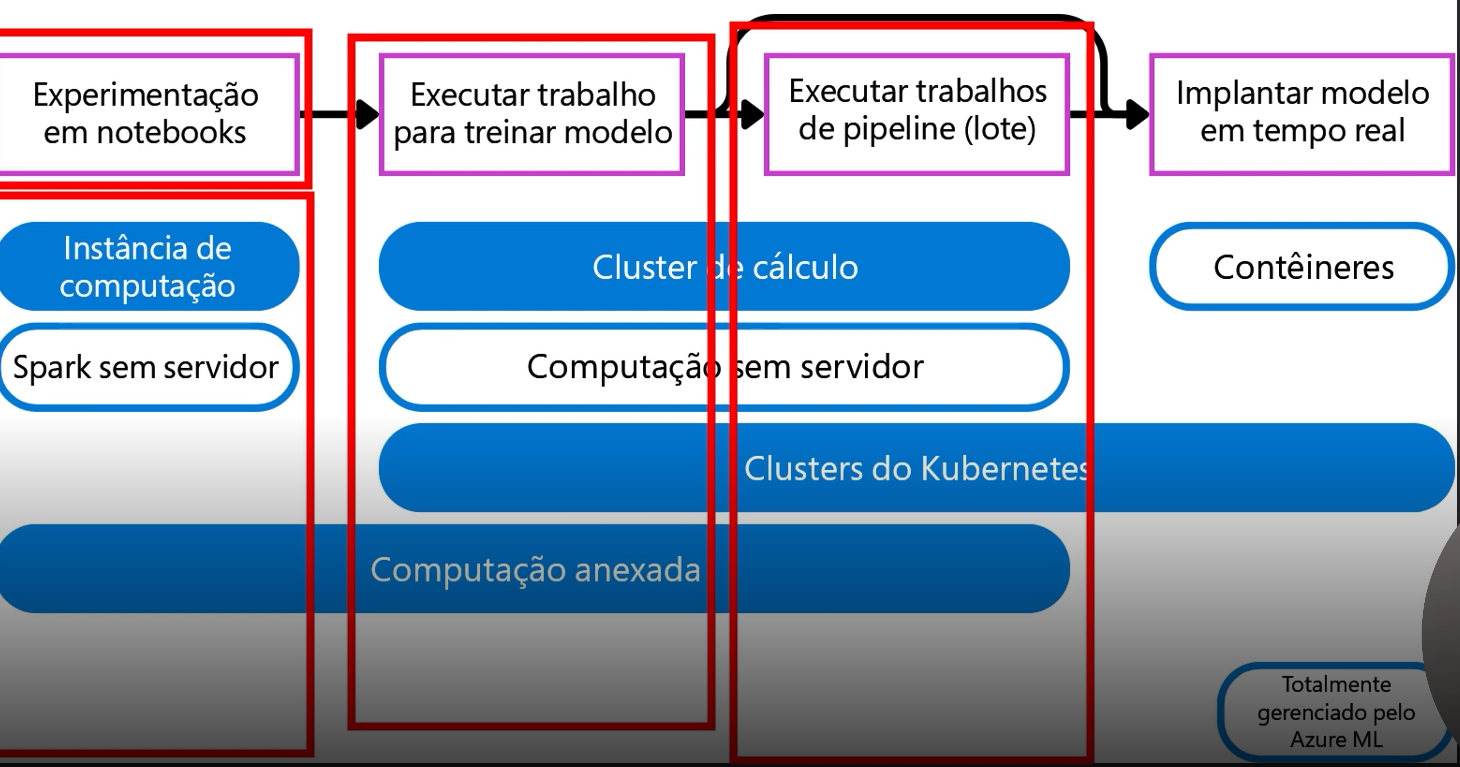 Experimentação
em notebooks
Executar trabalho
para treinar modelo
Executar trabalhos
de pipeline (lote)
Implantar modelo
em tempo real
Instância de
computação
Cluster de cálculo
Contêineres
Spark sem servidor
Computação sem servidor
Clusters do Kubernetes
Computação anexada
Totalmente
gerenciado pelo
Azure ML